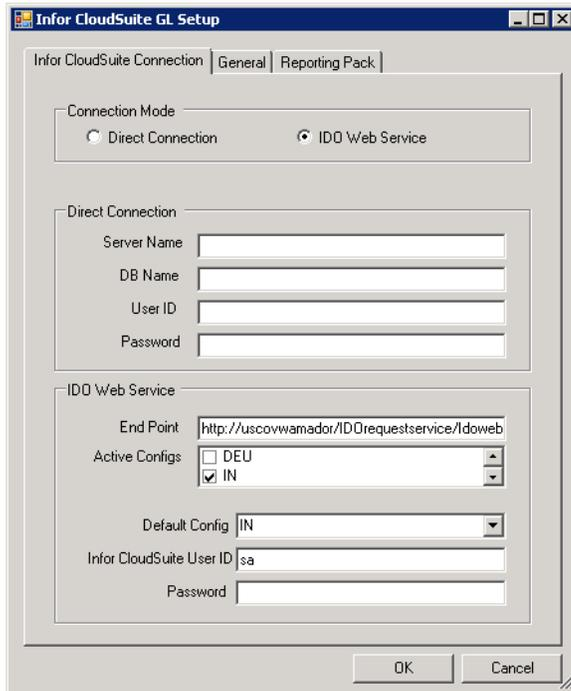 Infor CloudSuite GL Setup
Infor CloudSuite Connection General Reporting Pack
Connection Mode
Direct Connection IDO Web Service
Direct Connection
Server Name
DB Name
User ID
Password
IDO Web Service
End Point http://uscovwamador/IDOrequestservice/Idoweb
Active Configs DEU
IN
Default Config IN
Infor CloudSuite User ID sa
Password
OK Cancel